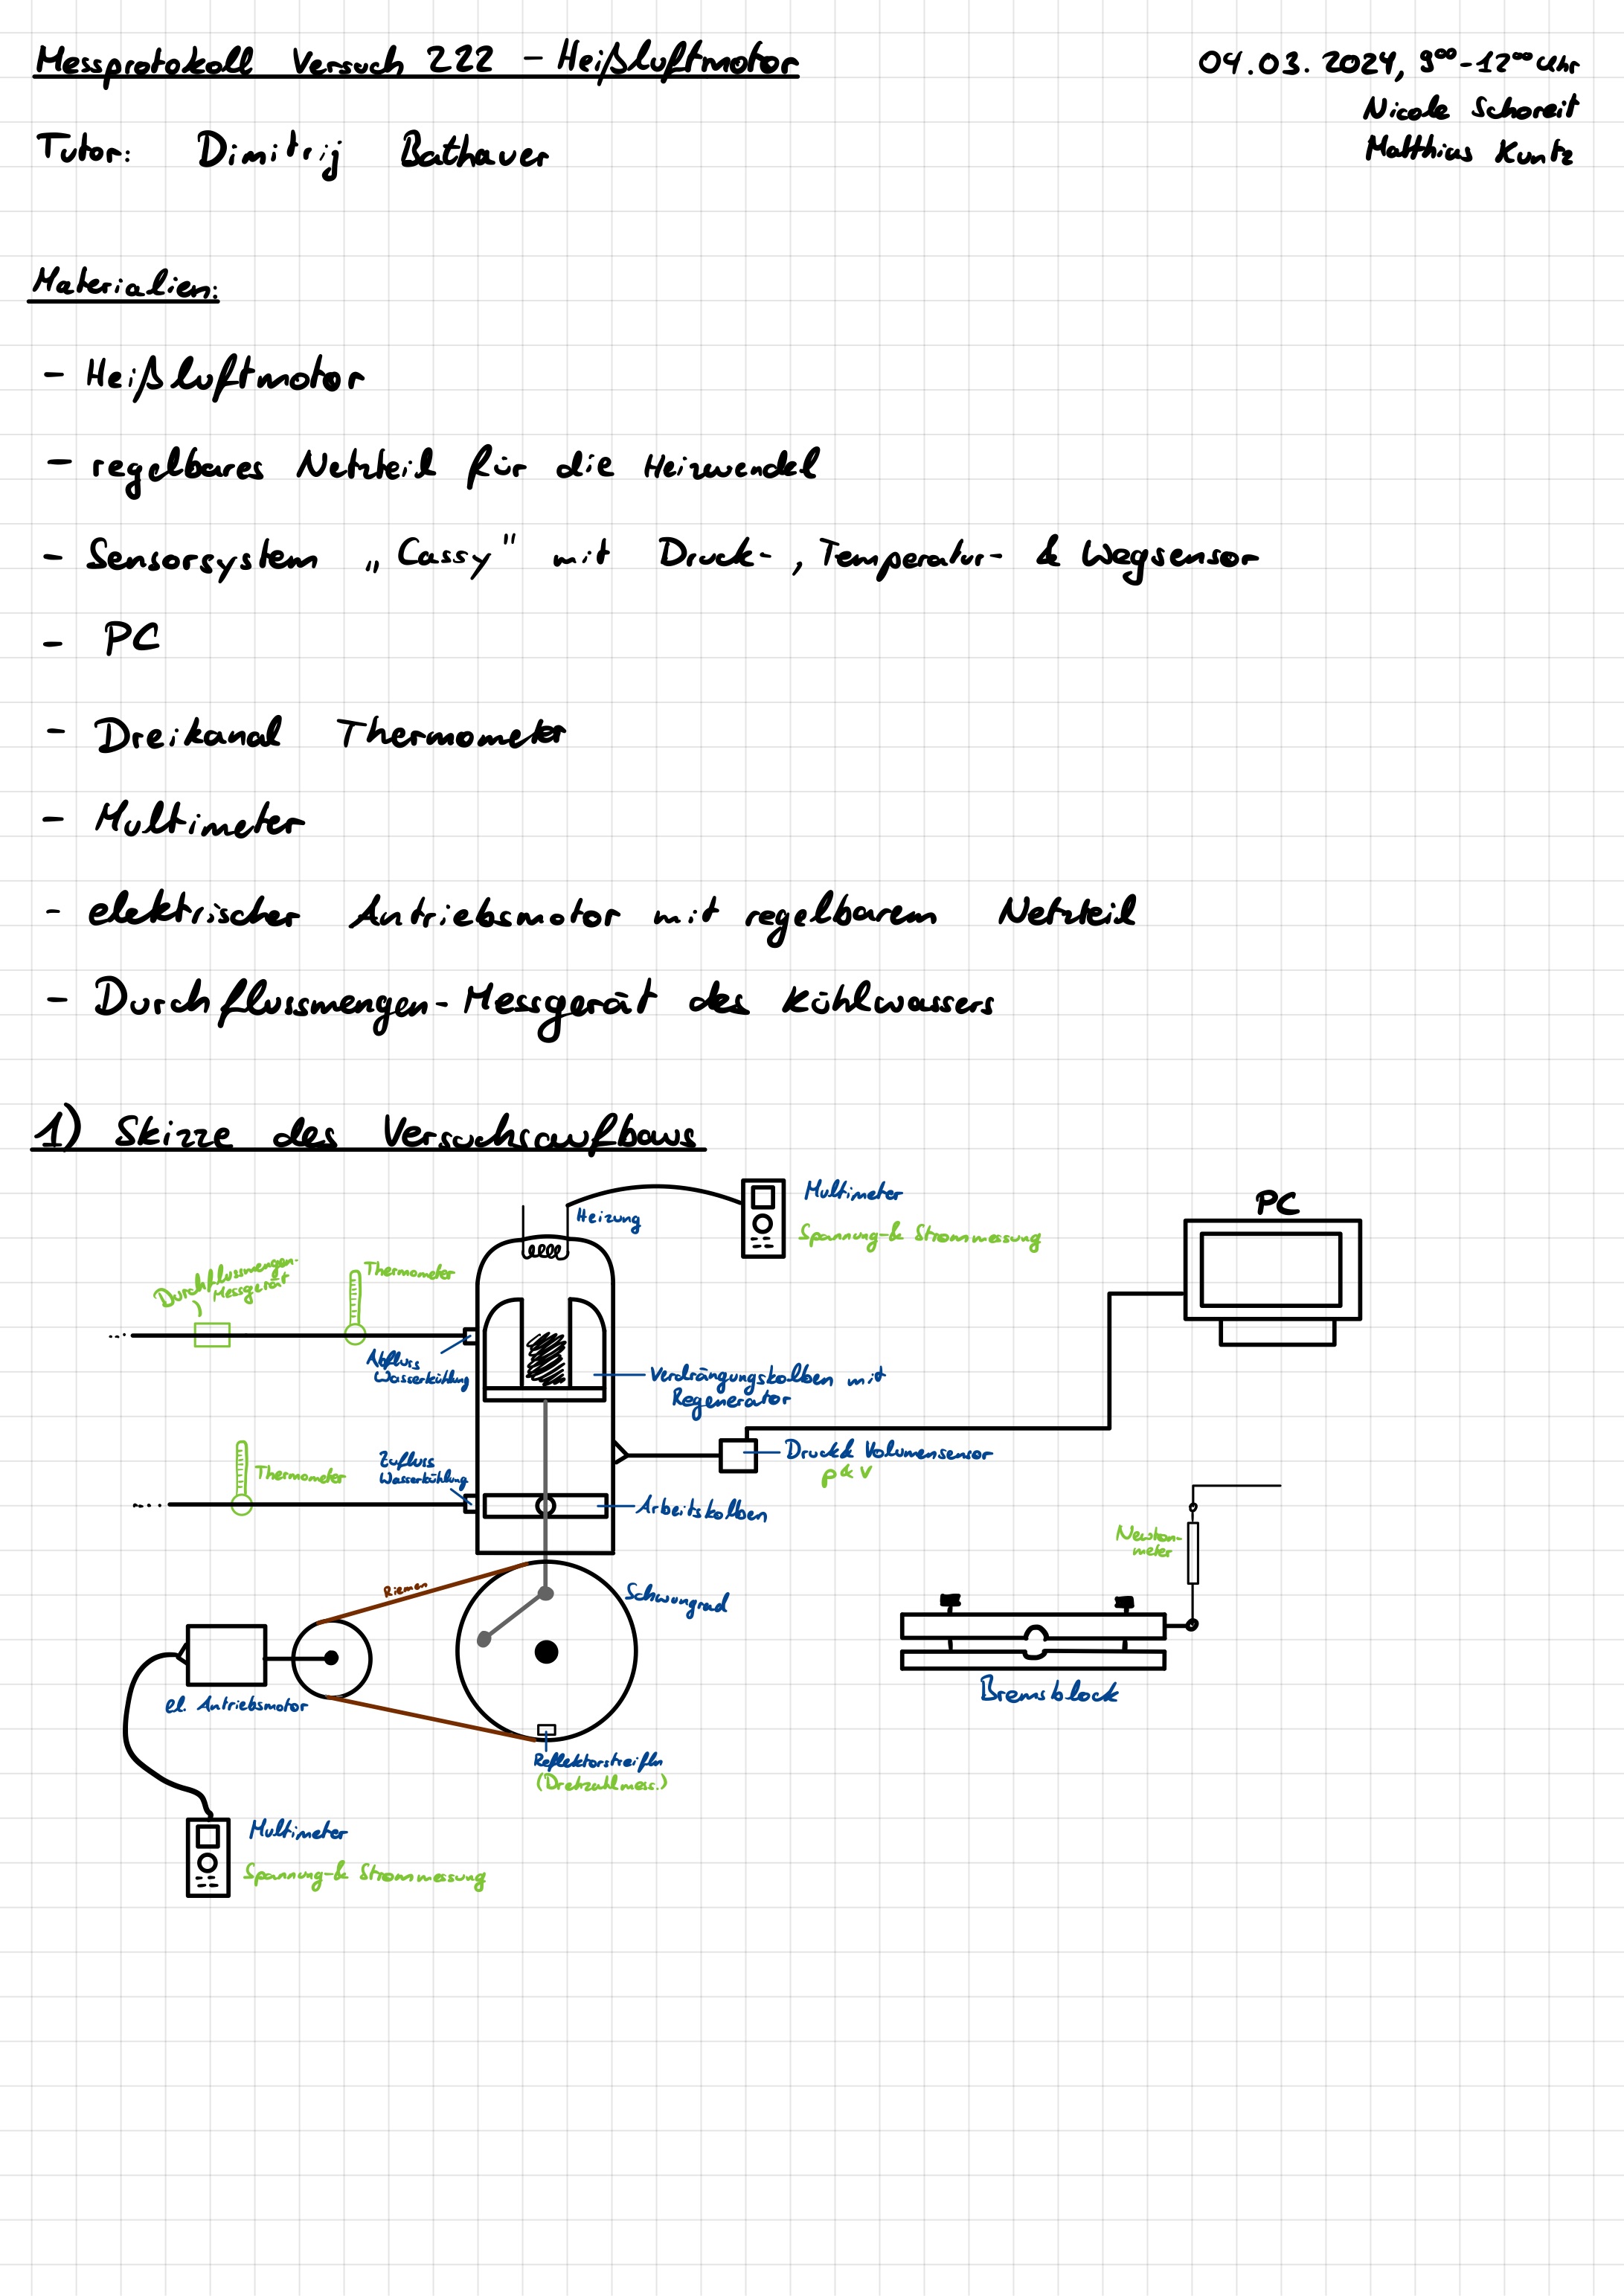 Messprotokoll Versuch 222 - Heißluftmotor
04.03.2024, 9⁰⁰-12⁰⁰ Uhr
Nicole Schoreit
Matthias Kuntz
Tutor: Dimitrij Bathauer
Materialien:
- Heißluftmotor
- regelbares Netzteil für die Heizwendel
- Sensorsystem „Cassy" mit Druck-, Temperatur- & Wegsensor
- PC
- Dreikanal Thermometer
- Multimeter
- elektrischer Antriebsmotor mit regelbarem Netzteil
- Durchflussmengen-Messgerät des Kühlwassers
1) Skizze des Versuchsaufbaus
Multimeter
Spannung-& Strommessung
PC
Heizung
Durchflussmengen-
Messgerät
Thermometer
Abfluss
Wasserkühlung
Verdrängungskolben mit
Regenerator
Zufluss
Wasserkühlung
Thermometer
Druck& Volumensensor
p & V
Arbeitskolben
Newton-
meter
Riemen
Schwungrad
Bremsblock
el. Antriebsmotor
Reflektorstreifen
(Drehzahlmess.)
Multimeter
Spannung-& Strommessung